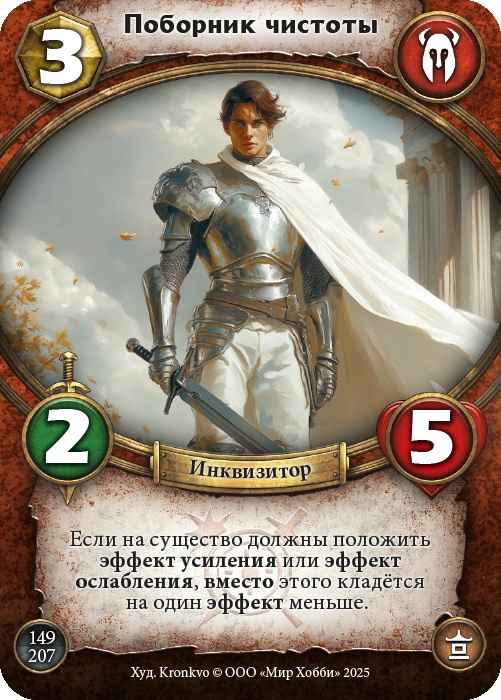 Поборник чистоты
3
2
5
Инквизитор
Если на существо должны положить
эффект усиления или эффект
ослабления, вместо этого кладётся
на один эффект меньше.
149
207
Худ. Kronkvo © ООО «Мир Хобби» 2025